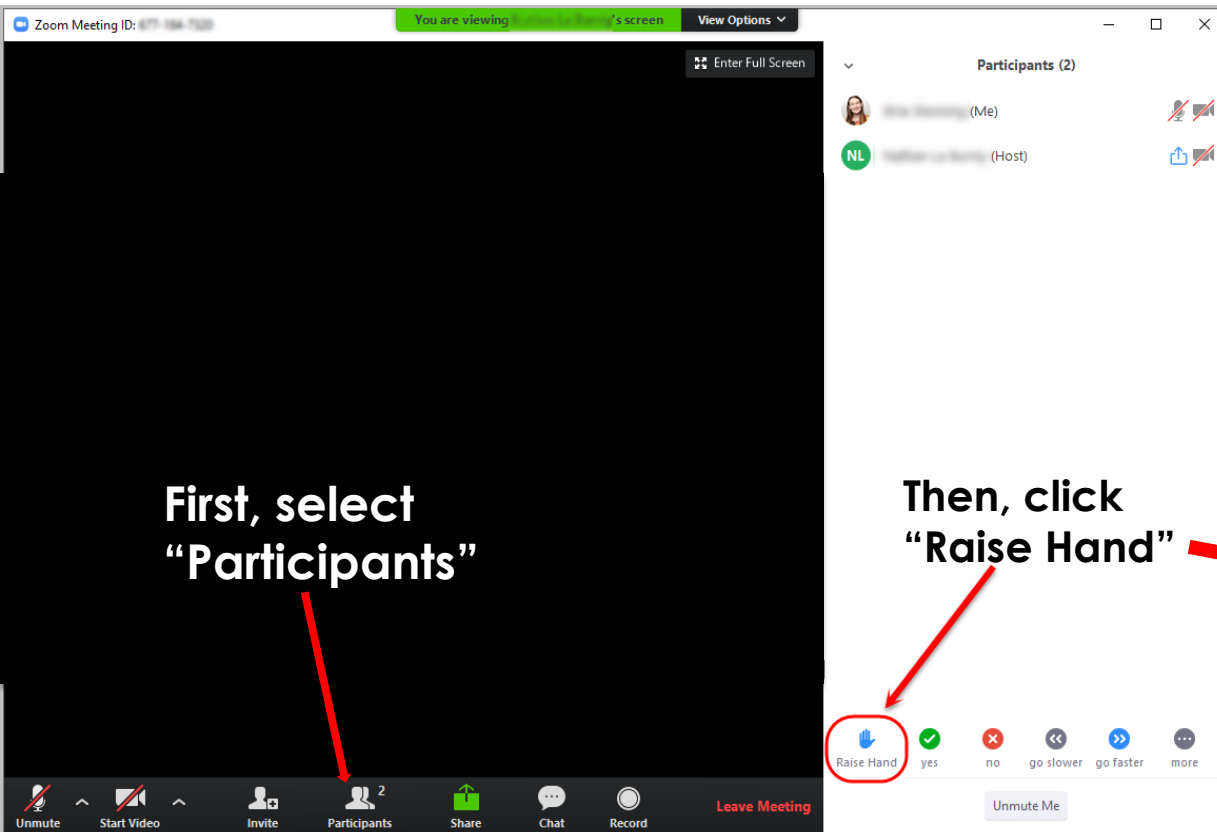 Zoom Meeting ID:
You are viewing 's screen
View Options
Enter Full Screen
Participants (2)
(Me)
NL (Host)
First, select
“Participants”
Then, click
“Raise Hand”
Raise Hand yes no go slower go faster more
Unmute Me
2
Unmute Start Video Invite Participants Share Chat Record Leave Meeting